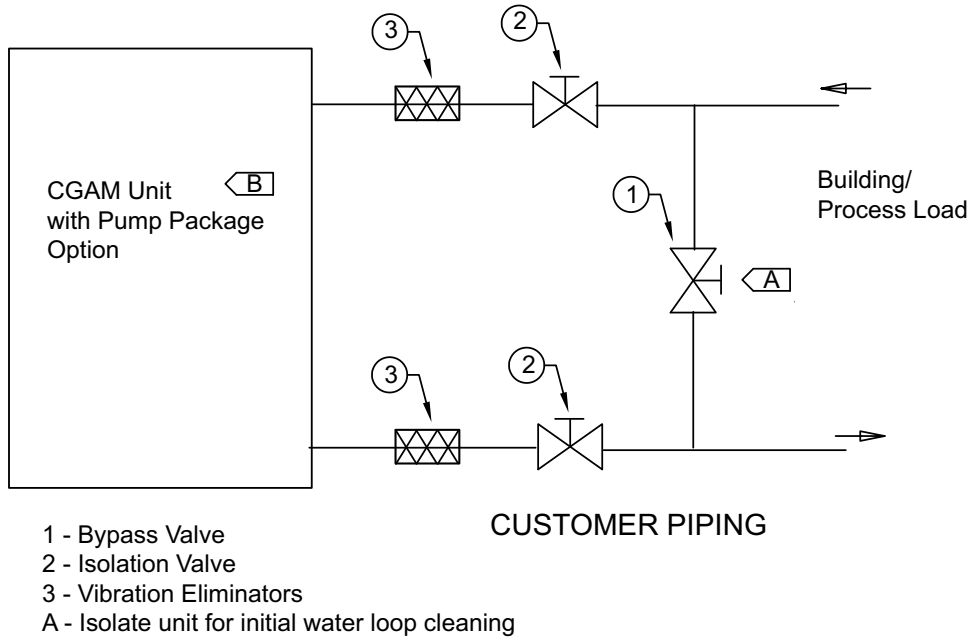 3
2
CGAM Unit
with Pump Package
Option
B
1
Building/
Process Load
A
3
2
CUSTOMER PIPING
1 - Bypass Valve
2 - Isolation Valve
3 - Vibration Eliminators
A - Isolate unit for initial water loop cleaning